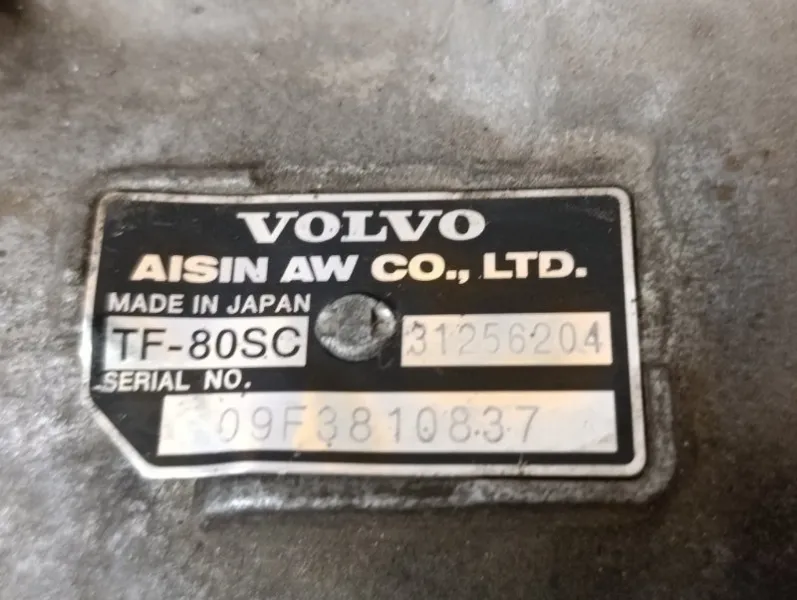 VOLVO
AISIN AW CO., LTD.
MADE IN JAPAN
TF-80SC 31256204
SERIAL NO.
09F3810837